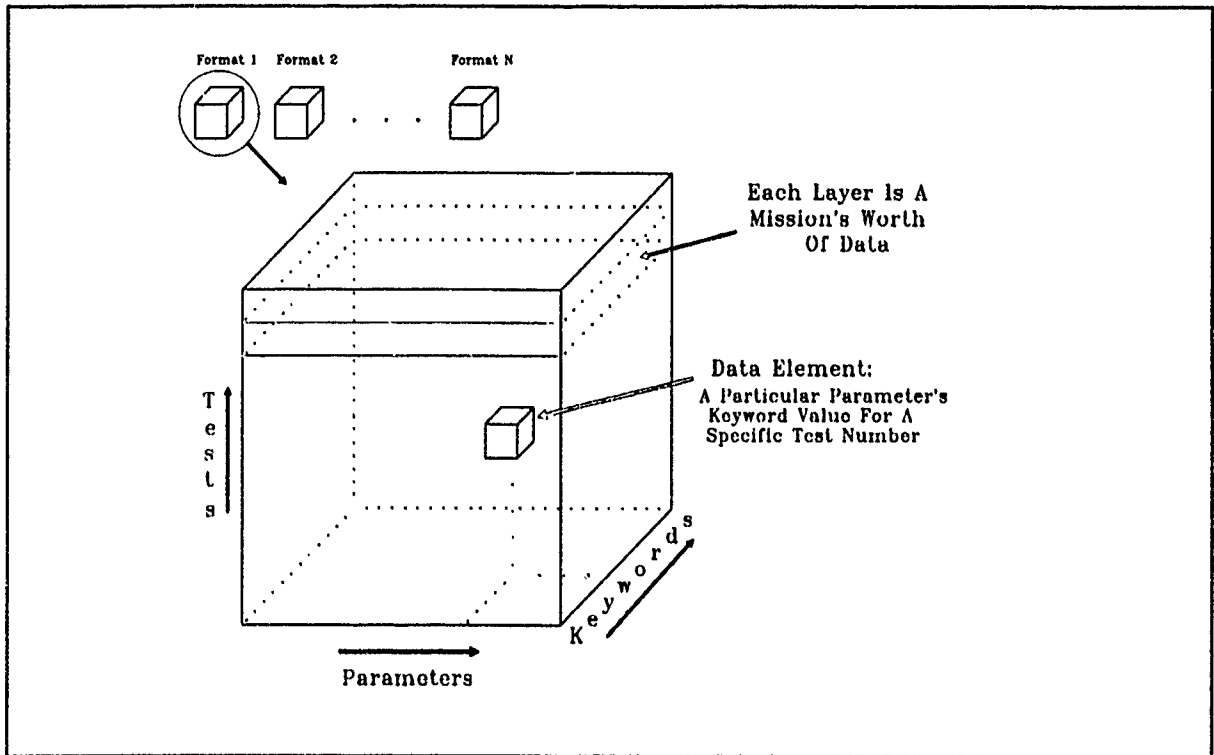 Format 1 Format 2 Format N
. . .
Each Layer Is A
Mission's Worth
Of Data
Data Element:
A Particular Parameter's
Keyword Value For A
Specific Test Number
Tests
Keywords
Parameters